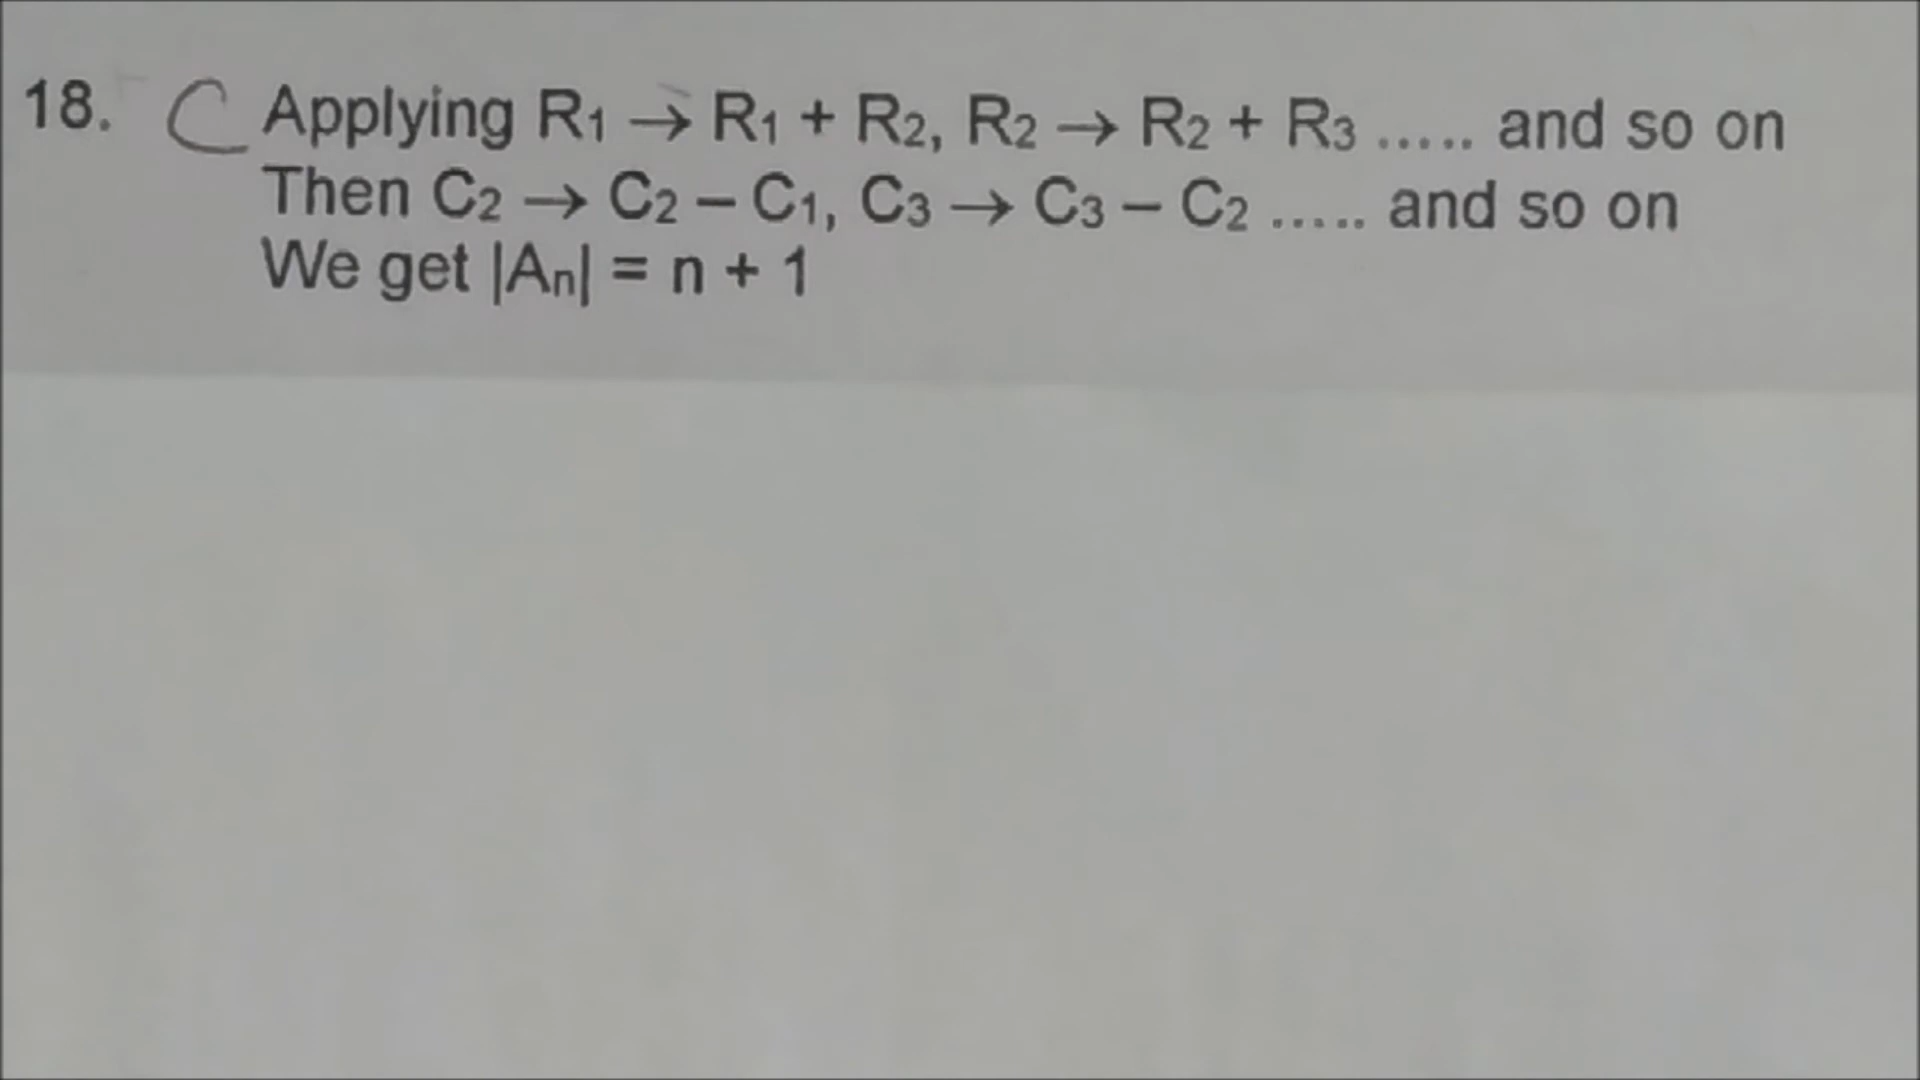 18. C Applying R₁ → R₁ + R₂, R₂ → R₂ + R₃ ..... and so on
Then C₂ → C₂ – C₁, C₃ → C₃ – C₂ ..... and so on
We get |Aₙ| = n + 1